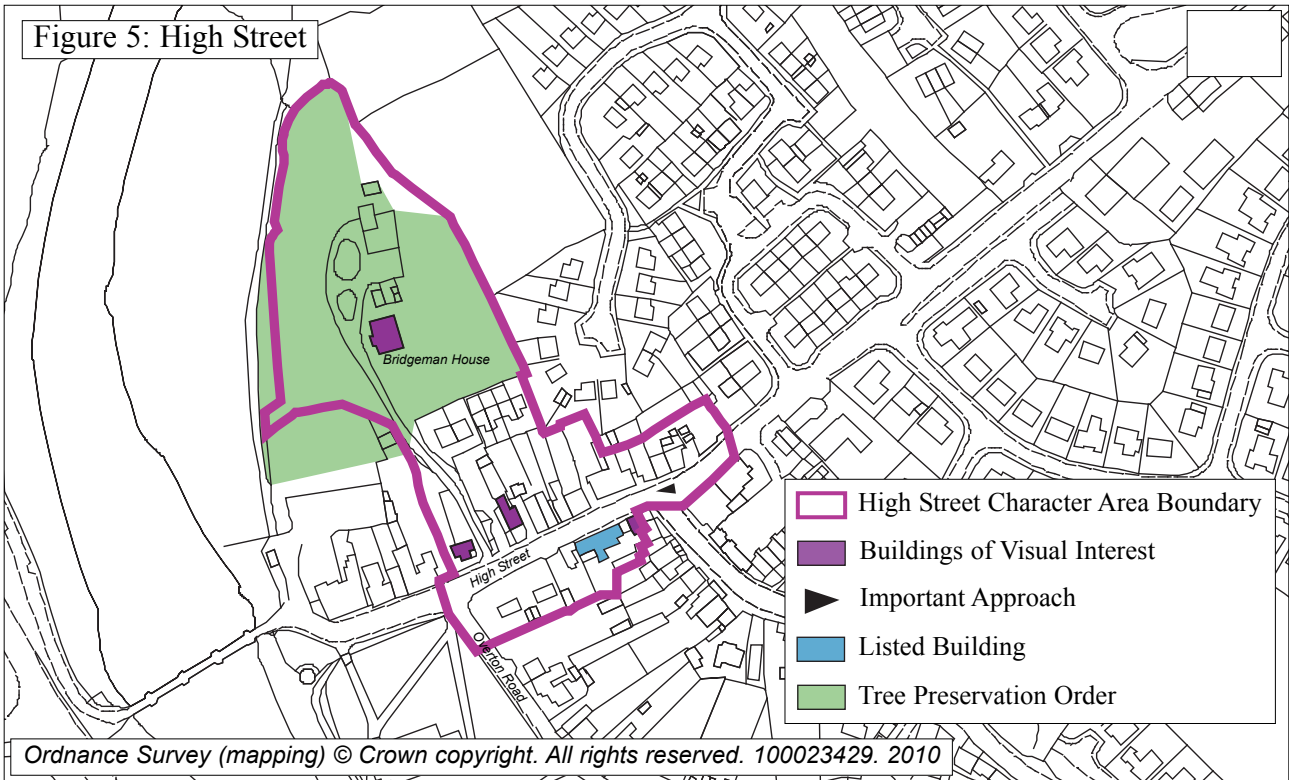 Figure 5: High Street
Bridgeman House
High Street
Overton Road
High Street Character Area Boundary
Buildings of Visual Interest
Important Approach
Listed Building
Tree Preservation Order
Ordnance Survey (mapping) © Crown copyright. All rights reserved. 100023429. 2010